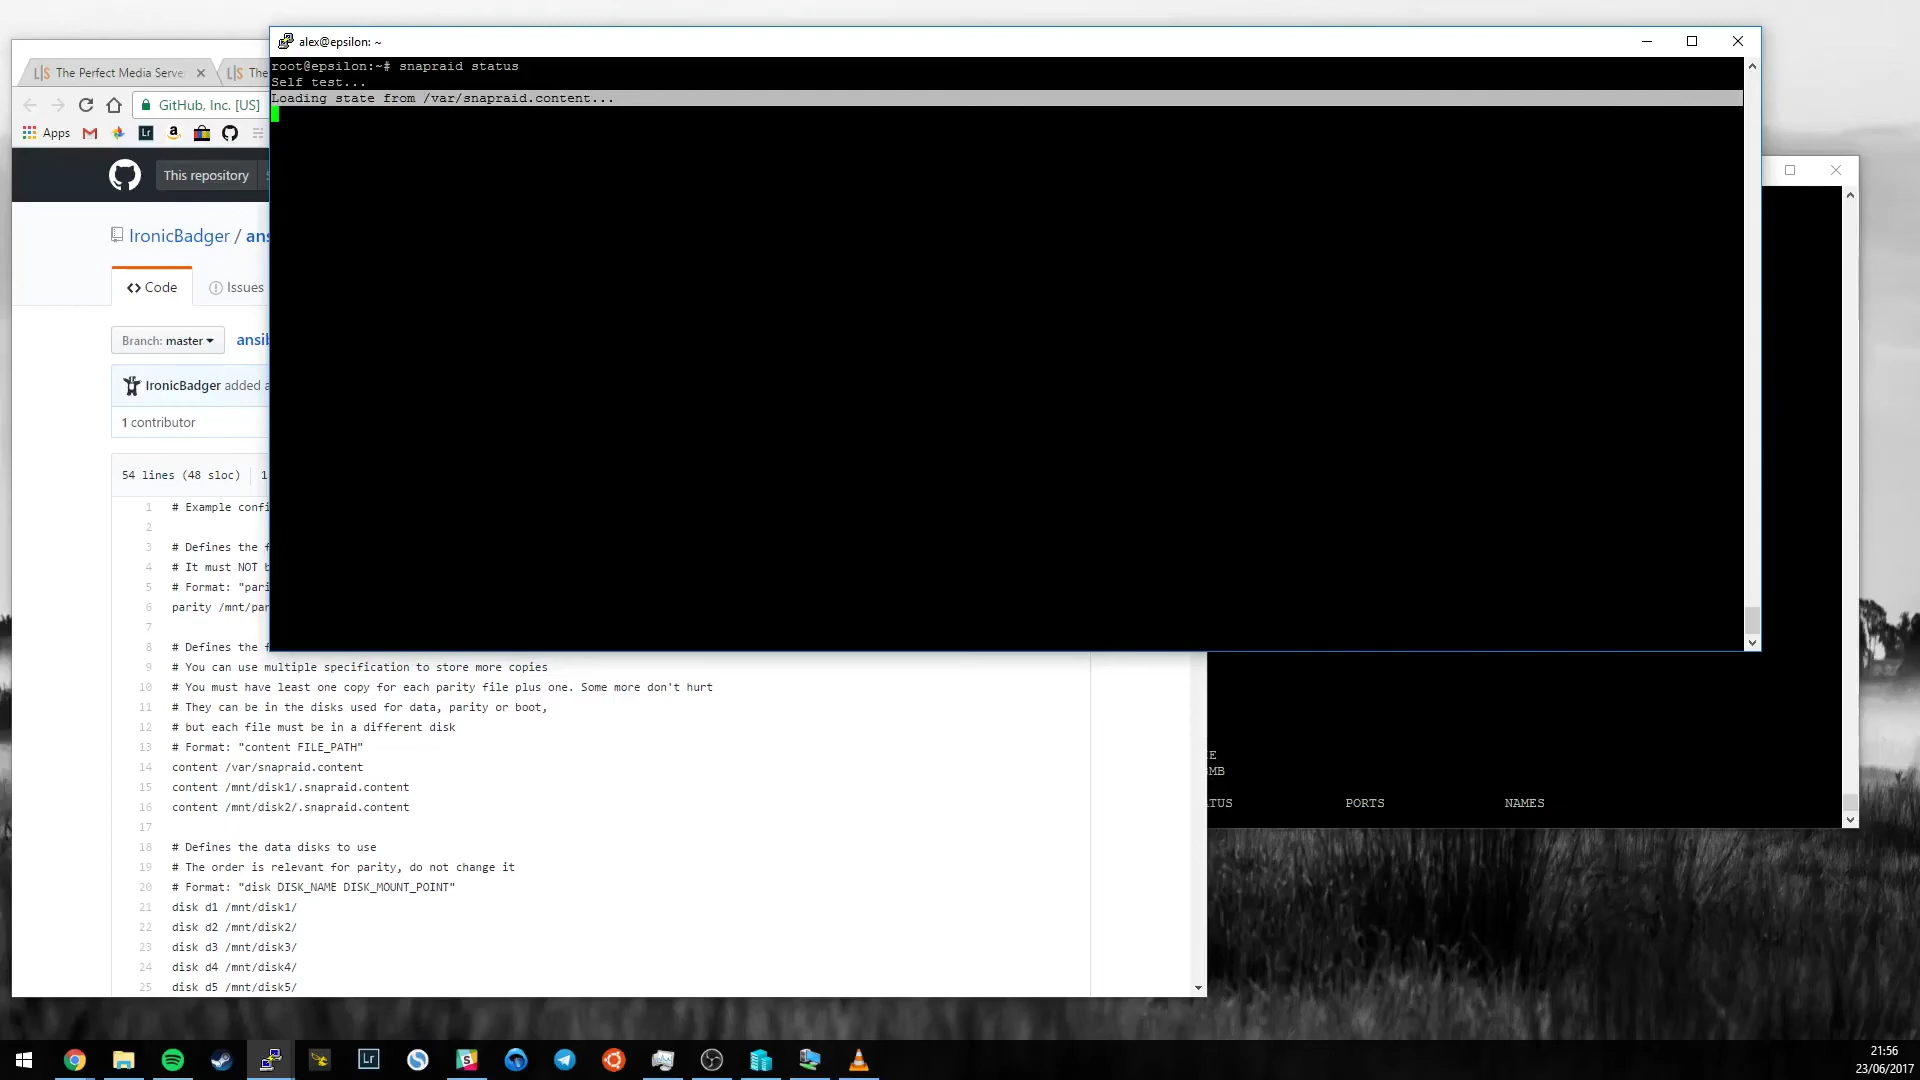 alex@epsilon: ~
root@epsilon:~# snapraid status
Self test...
Loading state from /var/snapraid.content...
The Perfect Media Serve
The
GitHub, Inc. [US]
Apps
This repository
IronicBadger / ans
Code
Issues
Branch: master
ansib
IronicBadger added a
1 contributor
54 lines (48 sloc) 1
1 # Example confi
2
3 # Defines the f
4 # It must NOT b
5 # Format: "pari
6 parity /mnt/par
7
8 # Defines the f
9 # You can use multiple specification to store more copies
10 # You must have least one copy for each parity file plus one. Some more don't hurt
11 # They can be in the disks used for data, parity or boot,
12 # but each file must be in a different disk
13 # Format: "content FILE_PATH"
14 content /var/snapraid.content
15 content /mnt/disk1/.snapraid.content
16 content /mnt/disk2/.snapraid.content
17
18 # Defines the data disks to use
19 # The order is relevant for parity, do not change it
20 # Format: "disk DISK_NAME DISK_MOUNT_POINT"
21 disk d1 /mnt/disk1/
22 disk d2 /mnt/disk2/
23 disk d3 /mnt/disk3/
24 disk d4 /mnt/disk4/
25 disk d5 /mnt/disk5/
E
MB
TUS PORTS NAMES
21:56
23/06/2017